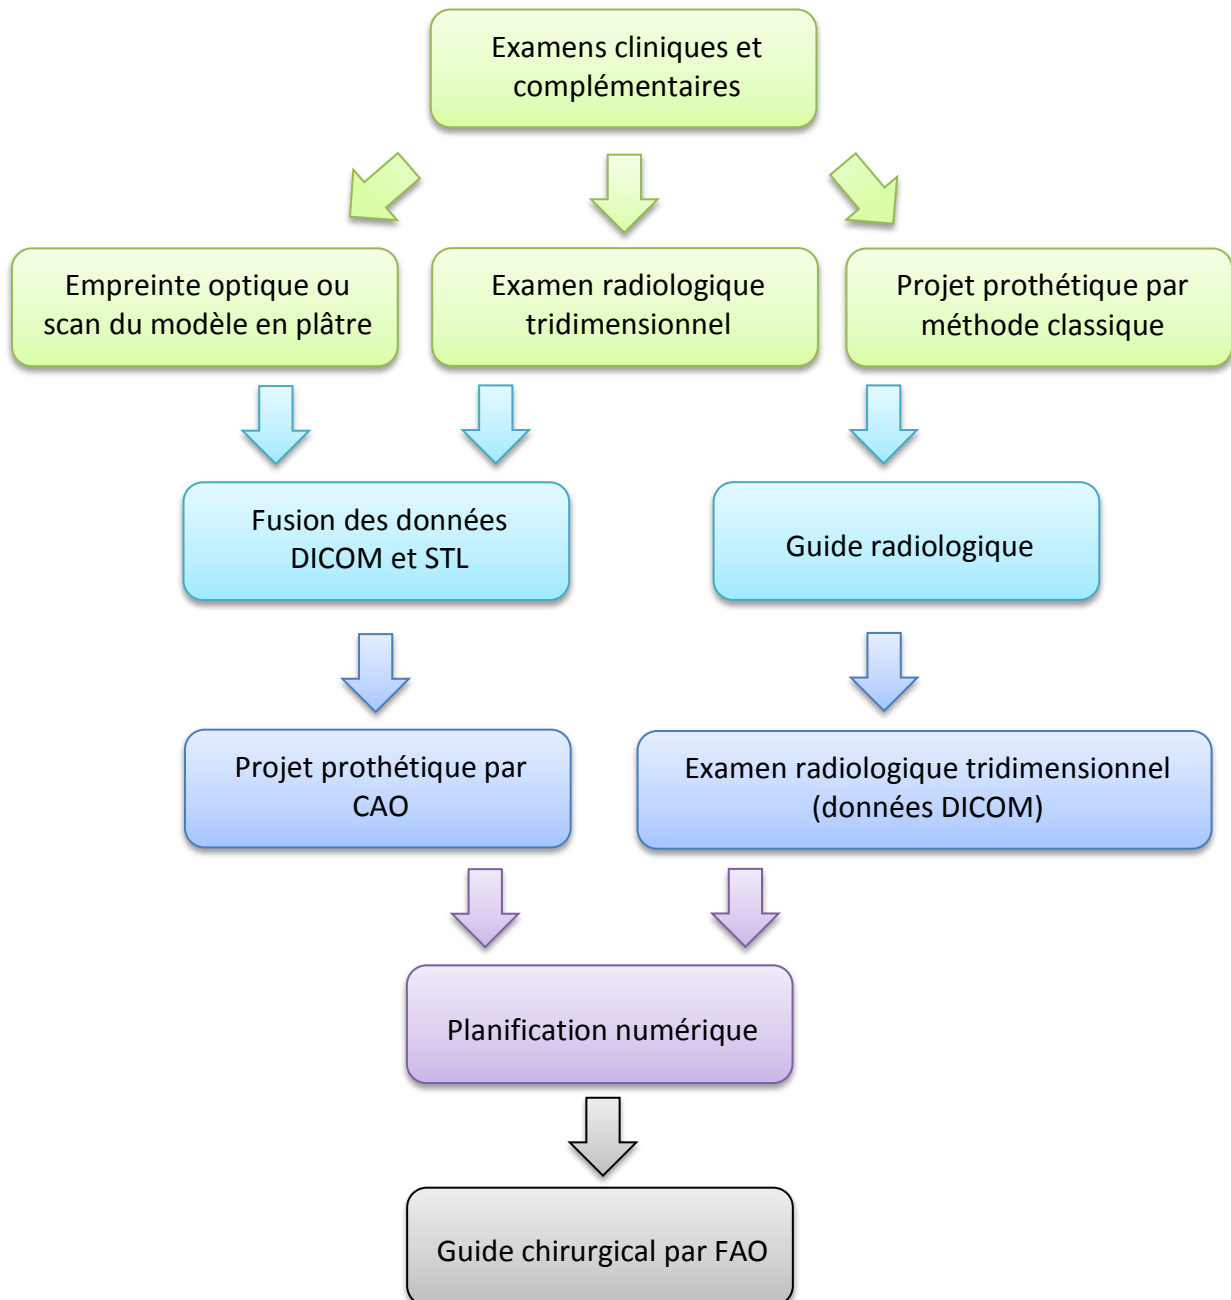 Examens cliniques et
complémentaires
Empreinte optique ou
scan du modèle en plâtre
Examen radiologique
tridimensionnel
Projet prothétique par
méthode classique
Fusion des données
DICOM et STL
Guide radiologique
Projet prothétique par
CAO
Examen radiologique tridimensionnel
(données DICOM)
Planification numérique
Guide chirurgical par FAO